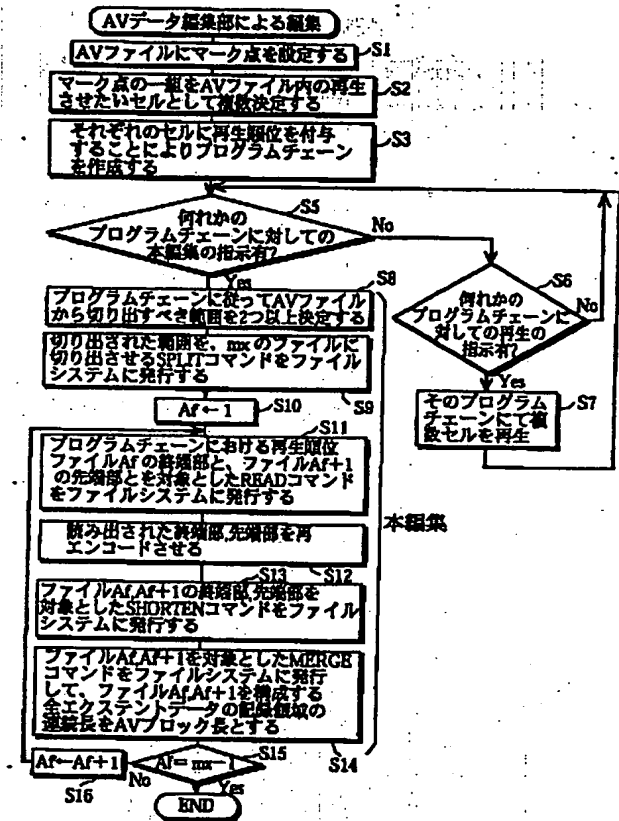 AVデータ編集部による編集
AVファイルにマーク点を設定する
S1
マーク点の一組をAVファイル内の再生
させたいセルとして複数決定する
S2
それぞれのセルに再生順位を付与
することによりプログラムチェーン
を作成する
S3
S5
何れかの
プログラムチェーンに対しての
本編集の指示有?
No
Yes
S6
何れかの
プログラムチェーンに
対しての再生の
指示有?
No
Yes
S7
そのプログラム
チェーンにて複
数セルを再生
S8
プログラムチェーンに従ってAVファイル
から切り出すべき範囲を2つ以上決定する
切り出された範囲を、mxのファイルに
切り出させるSPLITコマンドをファイル
システムに発行する
S9
Af←1
S10
S11
プログラムチェーンにおける再生順位
ファイルAfの終端部と、ファイルAf+1
の先端部とを対象としたREADコマンド
をファイルシステムに発行する
読み出された終端部,先端部を再
エンコードさせる
S12
本編集
S13
ファイルAf,Af+1の終端部,先端部を
対象としたSHORTENコマンドをファイル
システムに発行する
ファイルAf,Af+1を対象としたMERGE
コマンドをファイルシステムに発行
して、ファイルAf,Af+1を構成する
全エクステントデータの記録領域の
連続長をAVブロック長とする
S14
S15
Af=mx-1
Af←Af+1
No
S16
Yes
END